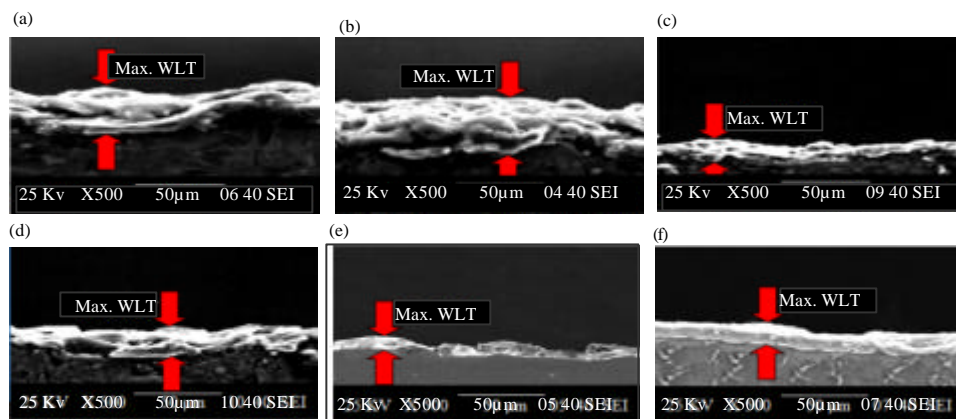 (a)
Max. WLT
25 Kv X500 50µm 06 40 SEI
(b)
Max. WLT
25 Kv X500 50µm 04 40 SEI
(c)
Max. WLT
25 Kv X500 50µm 09 40 SEI
(d)
Max. WLT
25 Kv X500 50µm 10 40 SEI
(e)
Max. WLT
25 Kv X500 50µm 05 40 SEI
(f)
Max. WLT
25 Kv X500 50µm 07 40 SEI